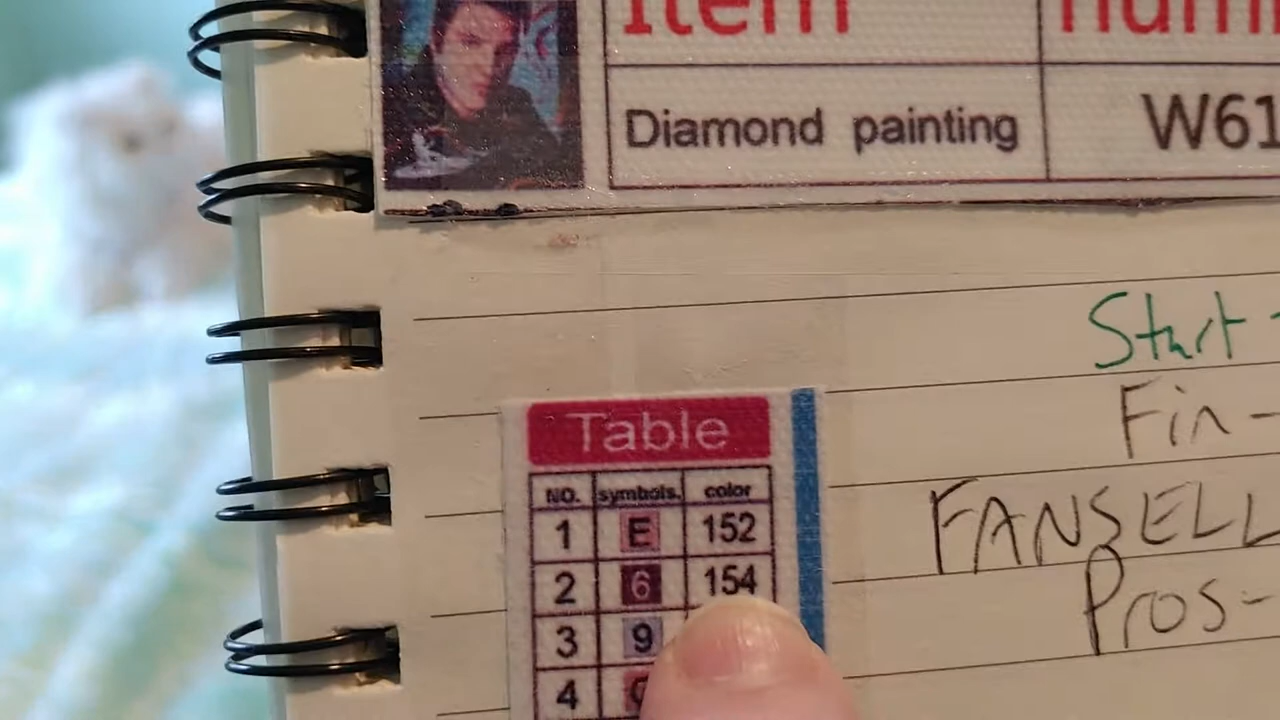 Item num
Diamond painting W61
Start -
Fin -
FANSELL
Pros -
Table
NO. symbols. color
1 E 152
2 6 154
3 9
4